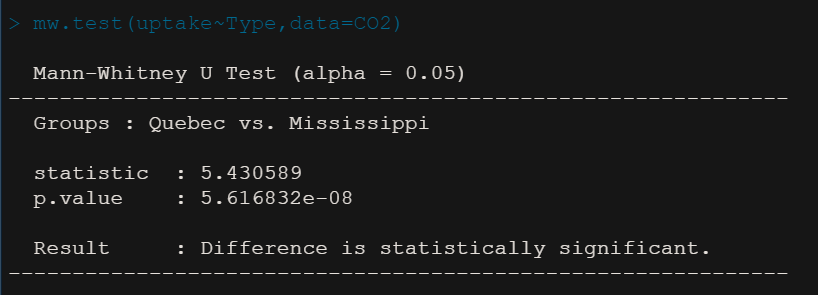 > mw.test(uptake~Type,data=CO2)
Mann-Whitney U Test (alpha = 0.05)
---------------------------------------------------------------
Groups : Quebec vs. Mississippi
statistic : 5.430589
p.value : 5.616832e-08
Result : Difference is statistically significant.
---------------------------------------------------------------